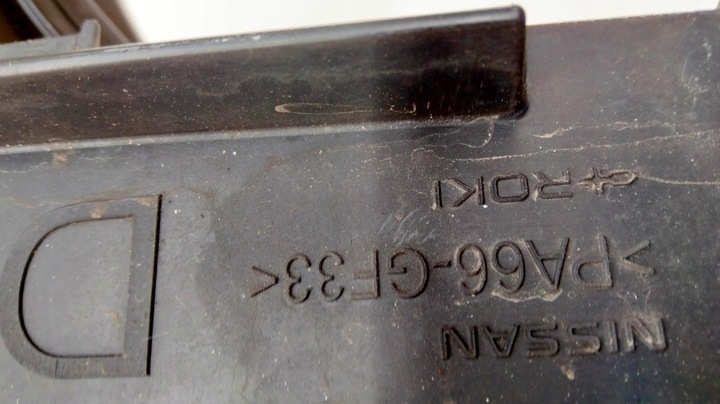 NISSAN
>PA66-GF33<
ROKI
D